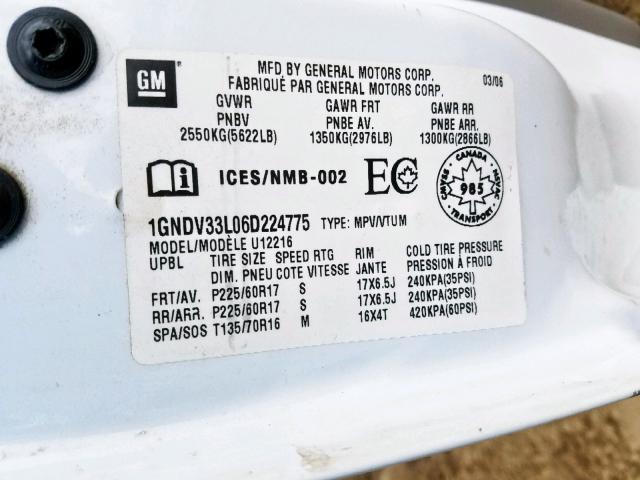 GM
MFD BY GENERAL MOTORS CORP. 03/06
FABRIQUÉ PAR GENERAL MOTORS CORP.
GVWR GAWR FRT GAWR RR
PNBV PNBE AV. PNBE ARR.
2550KG(5622LB) 1350KG(2976LB) 1300KG(2866LB)
ICES/NMB-002 EC
CANADA
CMVSS 985 NSVAC
TRANSPORT
1GNDV33L06D224775 TYPE: MPV/VTUM
MODEL/MODÈLE U12216
UPBL TIRE SIZE SPEED RTG RIM COLD TIRE PRESSURE
DIM. PNEU COTE VITESSE JANTE PRESSION À FROID
FRT/AV. P225/60R17 S 17X6.5J 240KPA(35PSI)
RR/ARR. P225/60R17 S 17X6.5J 240KPA(35PSI)
SPA/SOS T135/70R16 M 16X4T 420KPA(60PSI)